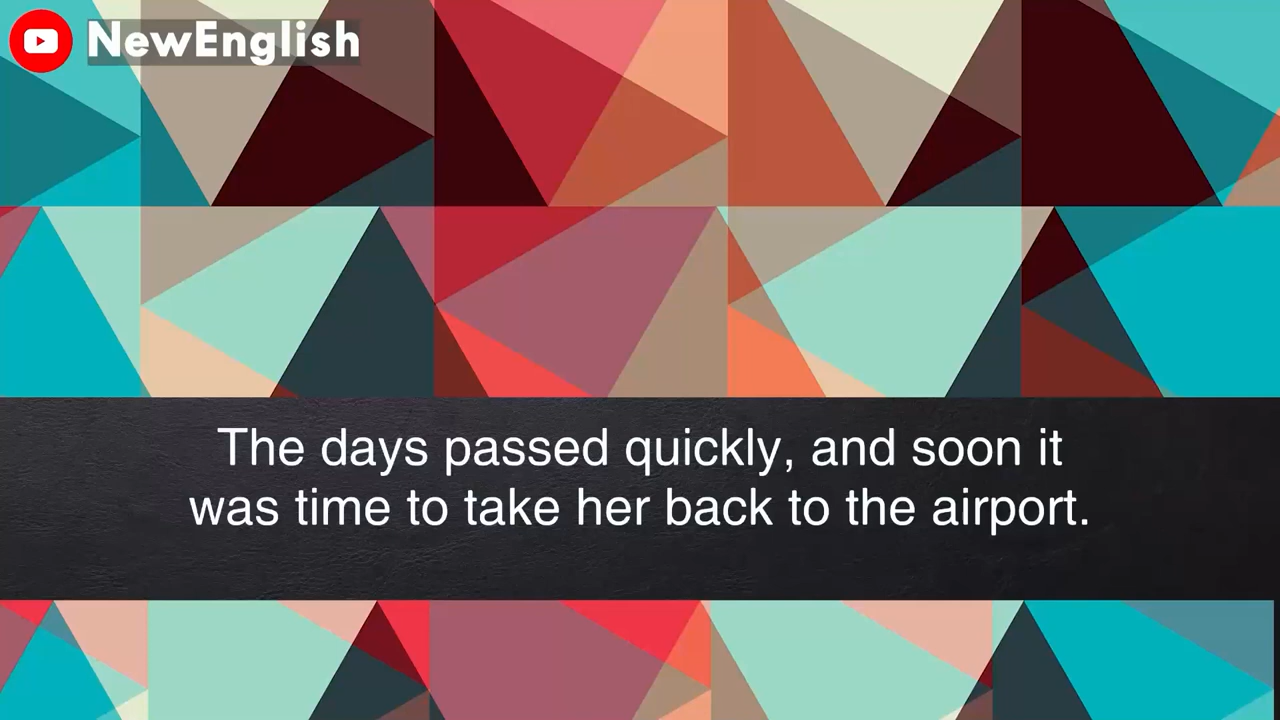 NewEnglish
The days passed quickly, and soon it
was time to take her back to the airport.